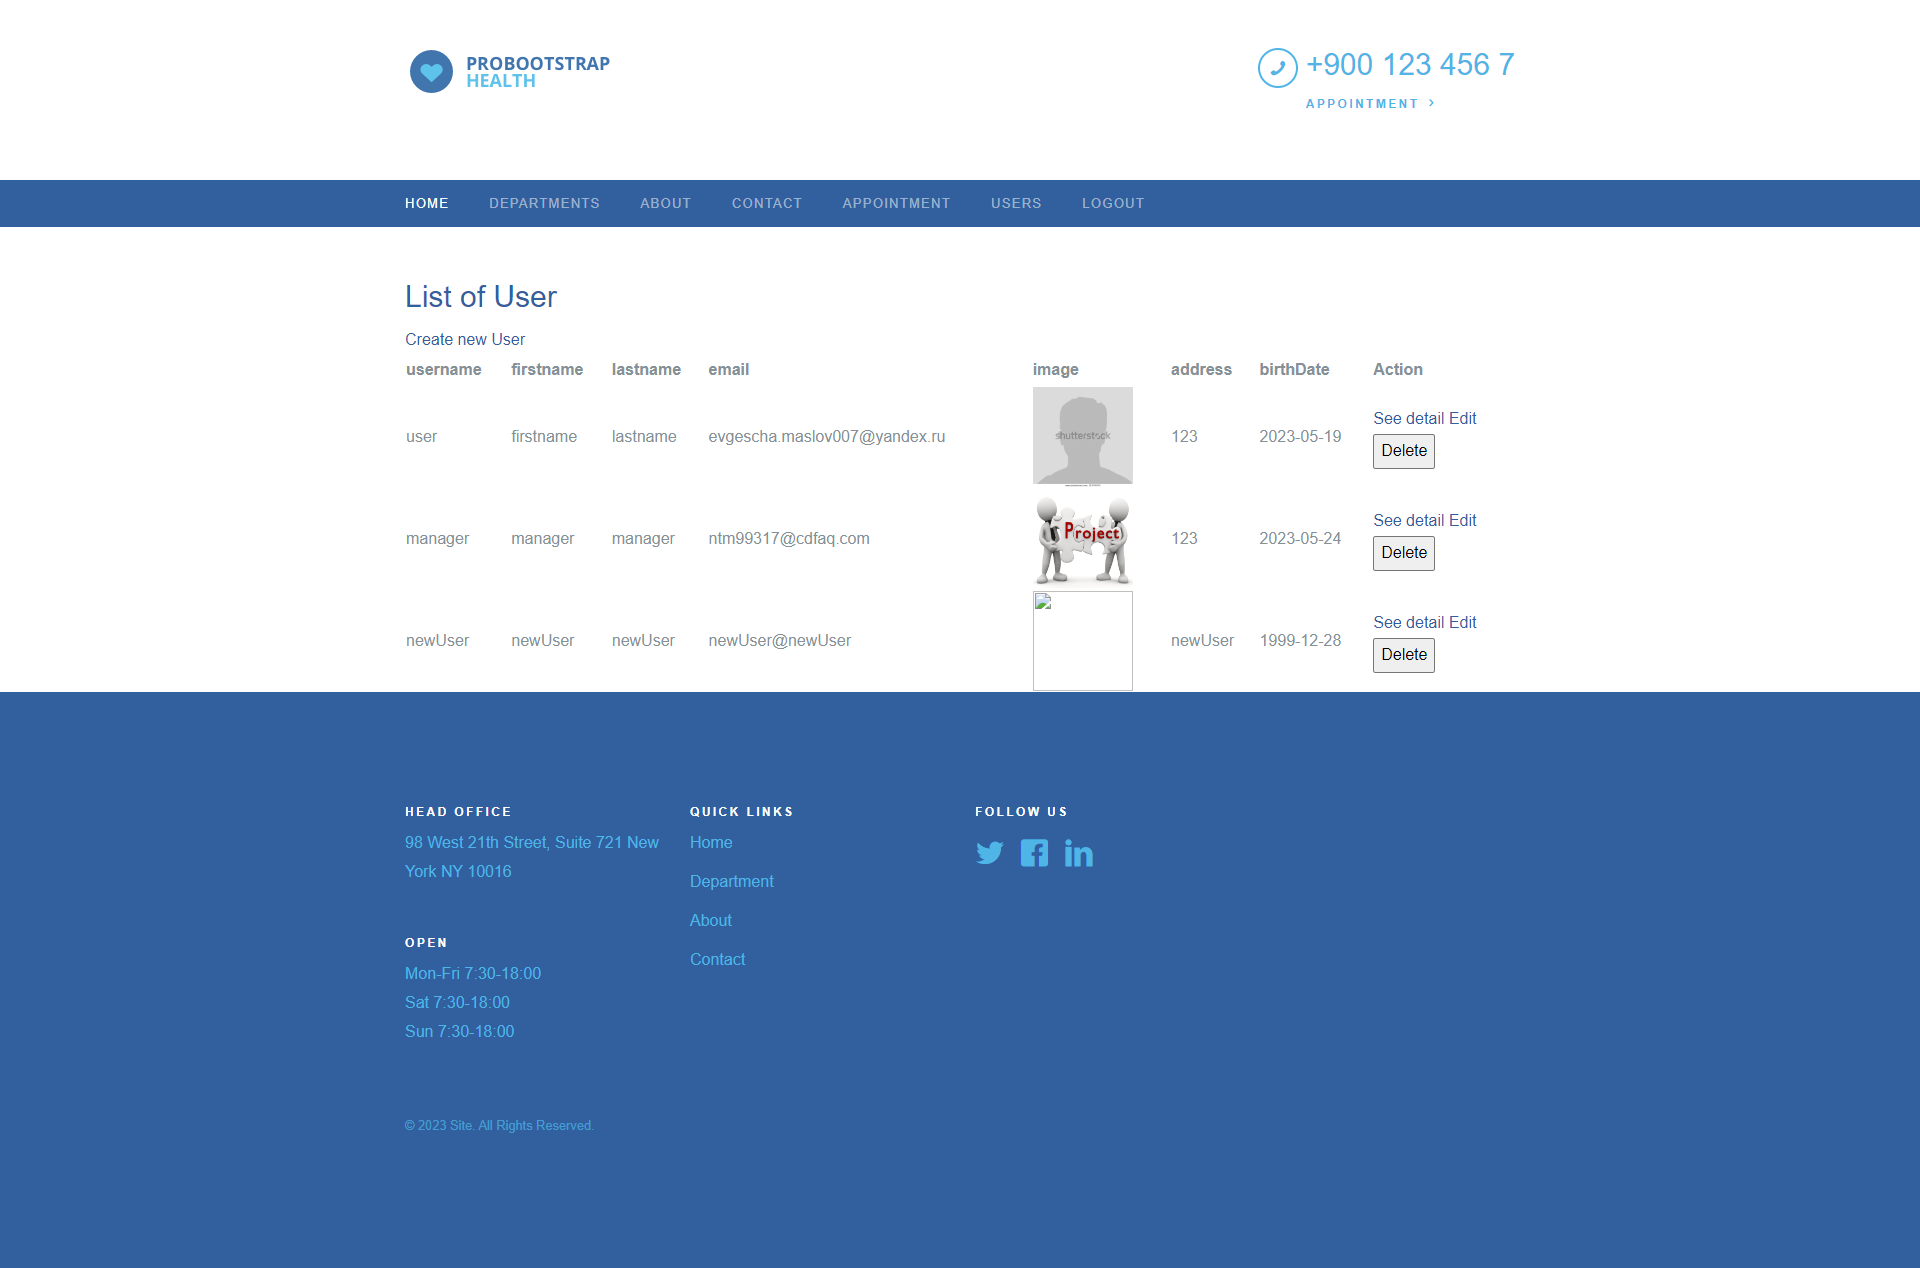 PROBOOTSTRAP
HEALTH
+900 123 456 7
APPOINTMENT
HOME DEPARTMENTS ABOUT CONTACT APPOINTMENT USERS LOGOUT
List of User
Create new User
username firstname lastname email image address birthDate Action
user firstname lastname evgescha.maslov007@yandex.ru shutterstock 123 2023-05-19 See detail Edit
Delete
manager manager manager ntm99317@cdfaq.com Project 123 2023-05-24 See detail Edit
Delete
newUser newUser newUser newUser@newUser newUser 1999-12-28 See detail Edit
Delete
HEAD OFFICE
98 West 21th Street, Suite 721 New
York NY 10016
OPEN
Mon-Fri 7:30-18:00
Sat 7:30-18:00
Sun 7:30-18:00
QUICK LINKS
Home
Department
About
Contact
FOLLOW US
© 2023 Site. All Rights Reserved.